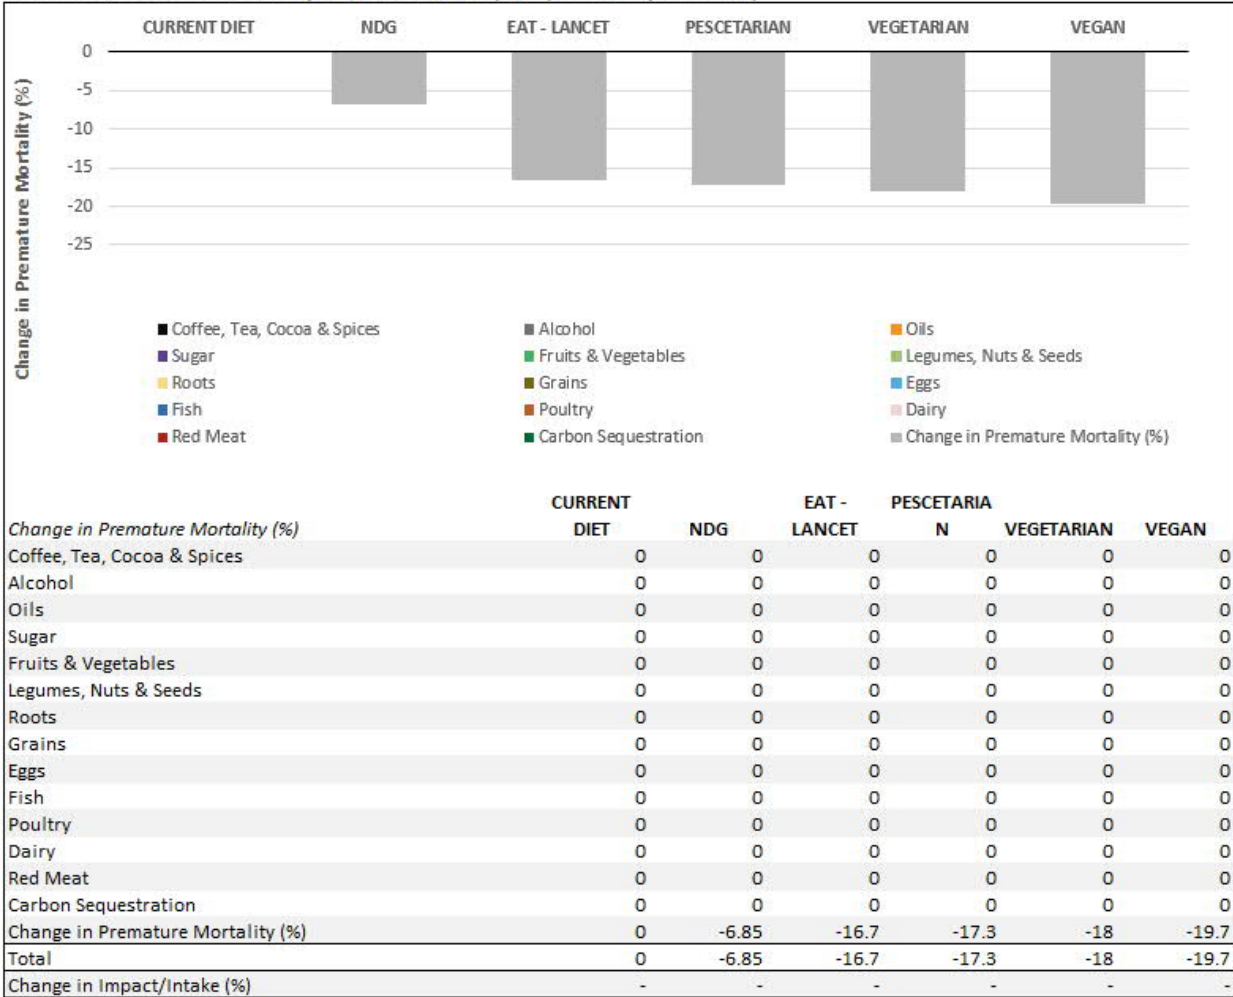 CURRENT DIET NDG EAT - LANCET PESCETARIAN VEGETARIAN VEGAN
0
-5
-10
-15
-20
-25
Change in Premature Mortality (%)
Coffee, Tea, Cocoa & Spices Alcohol Oils
Sugar Fruits & Vegetables Legumes, Nuts & Seeds
Roots Grains Eggs
Fish Poultry Dairy
Red Meat Carbon Sequestration Change in Premature Mortality (%)
CURRENT EAT - PESCETARIA
Change in Premature Mortality (%) DIET NDG LANCET N VEGETARIAN VEGAN
Coffee, Tea, Cocoa & Spices 0 0 0 0 0 0
Alcohol 0 0 0 0 0 0
Oils 0 0 0 0 0 0
Sugar 0 0 0 0 0 0
Fruits & Vegetables 0 0 0 0 0 0
Legumes, Nuts & Seeds 0 0 0 0 0 0
Roots 0 0 0 0 0 0
Grains 0 0 0 0 0 0
Eggs 0 0 0 0 0 0
Fish 0 0 0 0 0 0
Poultry 0 0 0 0 0 0
Dairy 0 0 0 0 0 0
Red Meat 0 0 0 0 0 0
Carbon Sequestration 0 0 0 0 0 0
Change in Premature Mortality (%) 0 -6.85 -16.7 -17.3 -18 -19.7
Total 0 -6.85 -16.7 -17.3 -18 -19.7
Change in Impact/Intake (%) - - - - - -